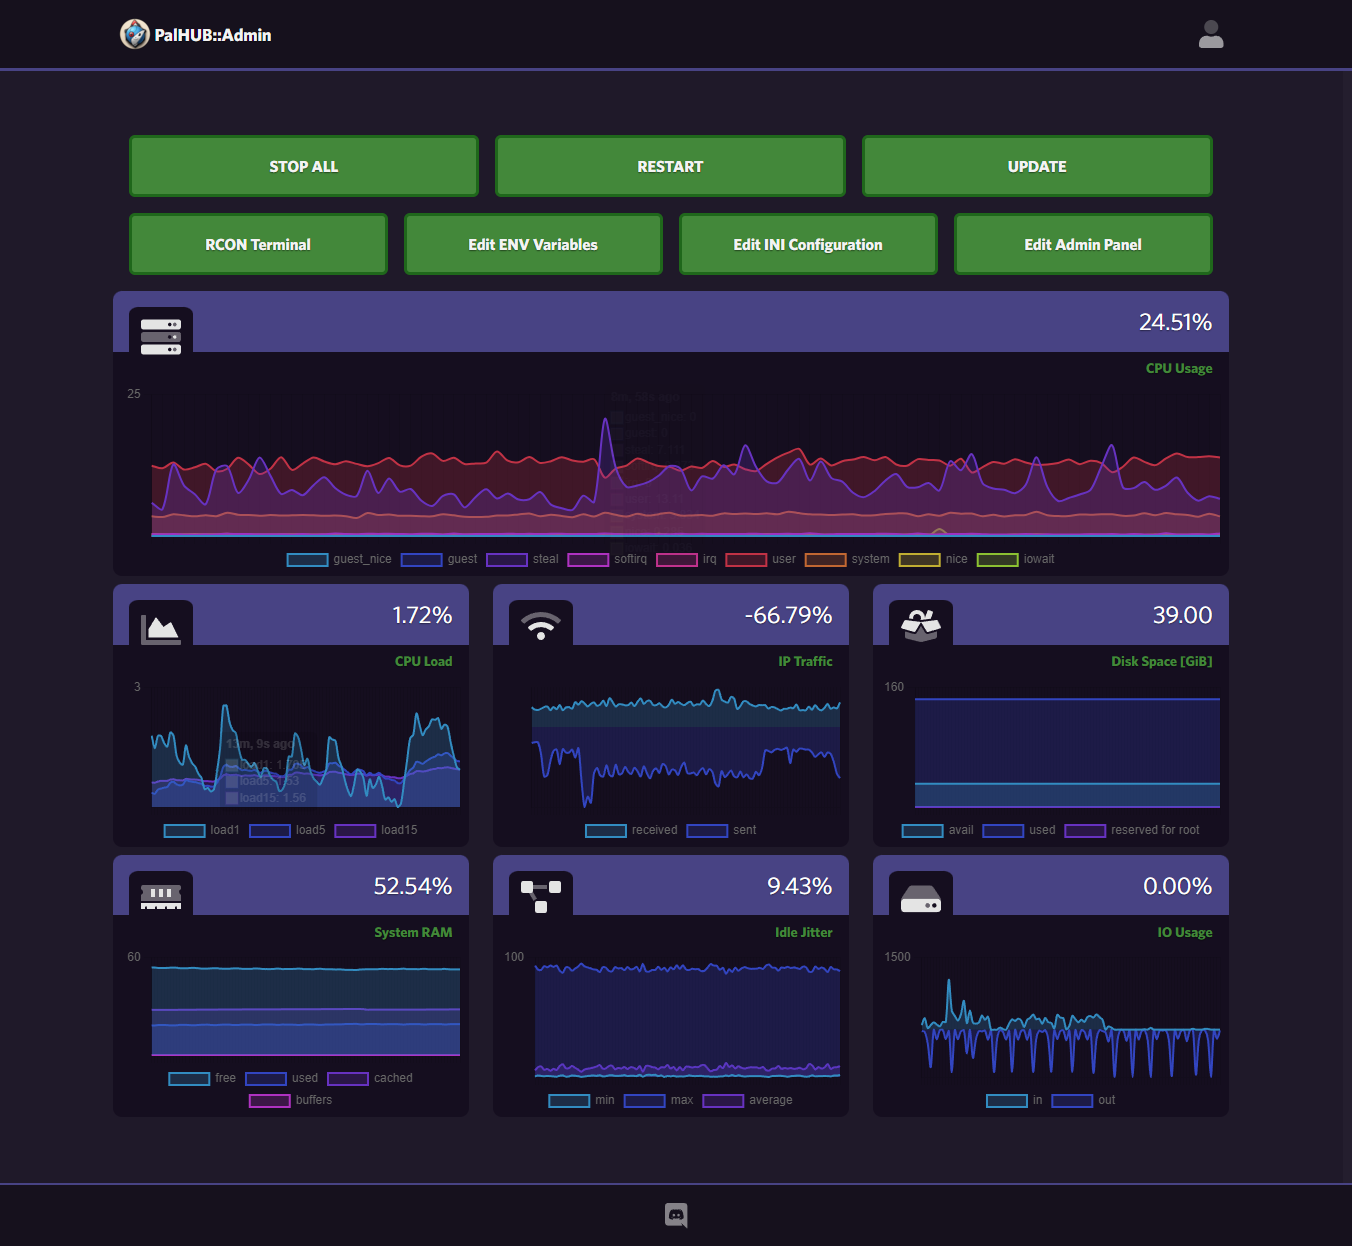 PalHUB::Admin
STOP ALL
RESTART
UPDATE
RCON Terminal
Edit ENV Variables
Edit INI Configuration
Edit Admin Panel
24.51%
CPU Usage
25
guest_nice guest steal softirq irq user system nice iowait
1.72%
CPU Load
3
13m, 9s ago
load1:
load5: 1.53
load15: 1.56
load1 load5 load15
-66.79%
IP Traffic
received sent
39.00
Disk Space [GiB]
160
avail used reserved for root
52.54%
System RAM
60
free used cached
buffers
9.43%
Idle Jitter
100
min max average
0.00%
IO Usage
1500
in out